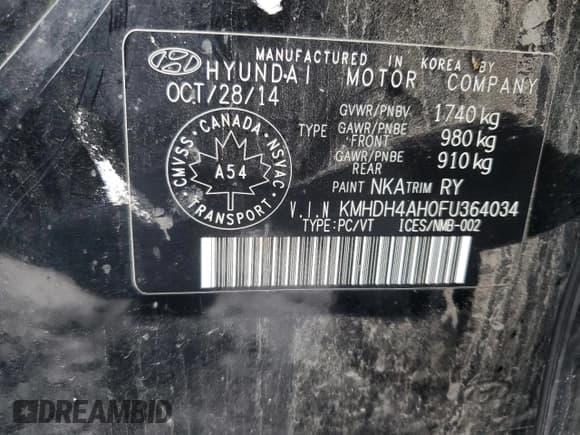 MANUFACTURED IN KOREA BY
HYUNDAI MOTOR COMPANY
OCT/28/14
GVWR/PNBV 1740 kg
TYPE GAWR/PNBE FRONT 980 kg
GAWR/PNBE REAR 910 kg
PAINT NKA TRIM RY
V.I.N KMHDH4AH0FU364034
TYPE:PC/VT ICES/NMB-002
CANADA
CMVSS NSVAC
A54
TRANSPORT
DREAMBID